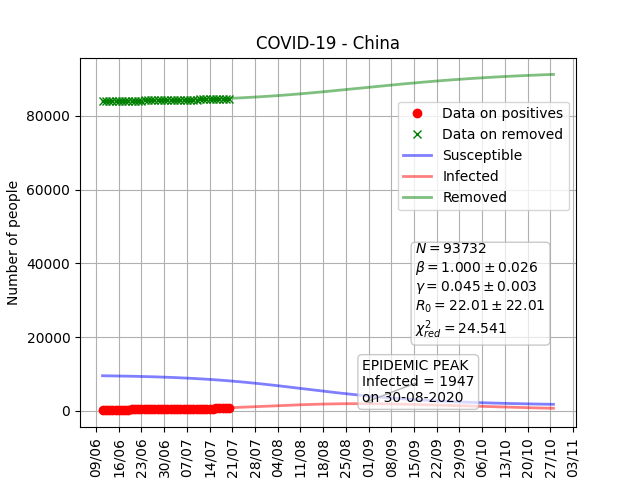 COVID-19 - China
Number of people
80000
60000
40000
20000
0
Data on positives
Data on removed
Susceptible
Infected
Removed
N = 93732
β = 1.000 ± 0.026
γ = 0.045 ± 0.003
R₀ = 22.01 ± 22.01
χ²red = 24.541
EPIDEMIC PEAK
Infected = 1947
on 30-08-2020
09/06
16/06
23/06
30/06
07/07
14/07
21/07
28/07
04/08
11/08
18/08
25/08
01/09
08/09
15/09
22/09
29/09
06/10
13/10
20/10
27/10
03/11